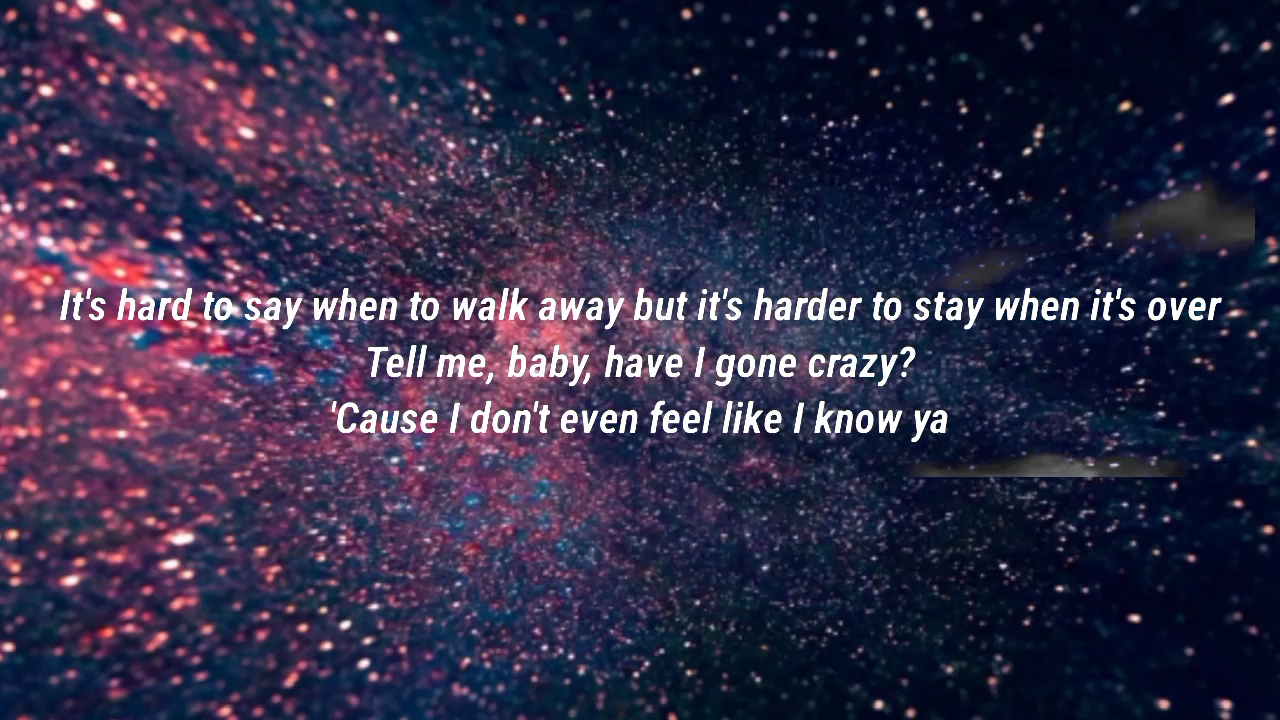 It's hard to say when to walk away but it's harder to stay when it's over
Tell me, baby, have I gone crazy?
'Cause I don't even feel like I know ya